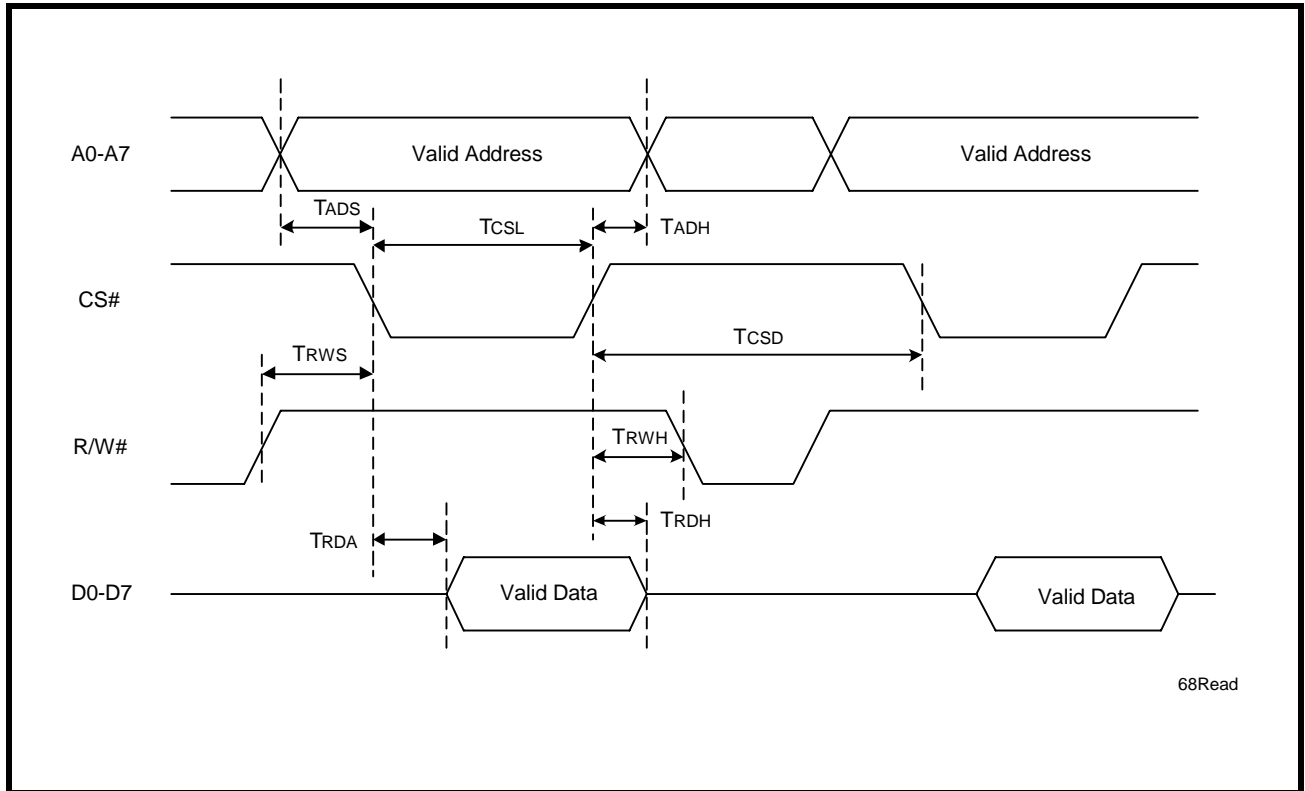 A0-A7
Valid Address
Valid Address
TADS
TCSL
TADH
CS#
TRWS
TCSD
R/W#
TRWH
TRDA
TRDH
D0-D7
Valid Data
Valid Data
68Read